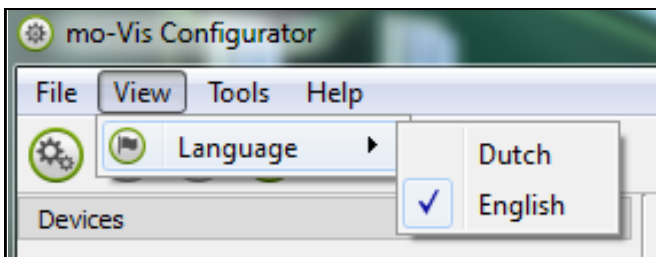 mo-Vis Configurator
File View Tools Help
Language
Dutch
English
Devices